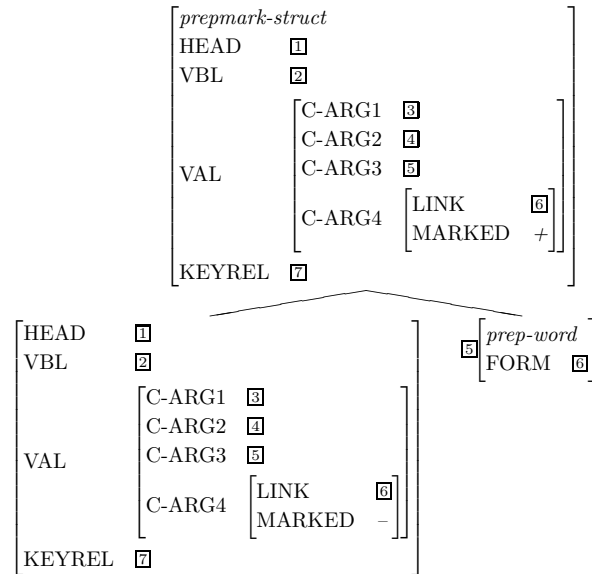 prepmark-struct
HEAD 1
VBL 2
VAL
C-ARG1 3
C-ARG2 4
C-ARG3 5
C-ARG4
LINK 6
MARKED +
KEYREL 7
HEAD 1
VBL 2
VAL
C-ARG1 3
C-ARG2 4
C-ARG3 5
C-ARG4
LINK 6
MARKED –
KEYREL 7
5
prep-word
FORM 6